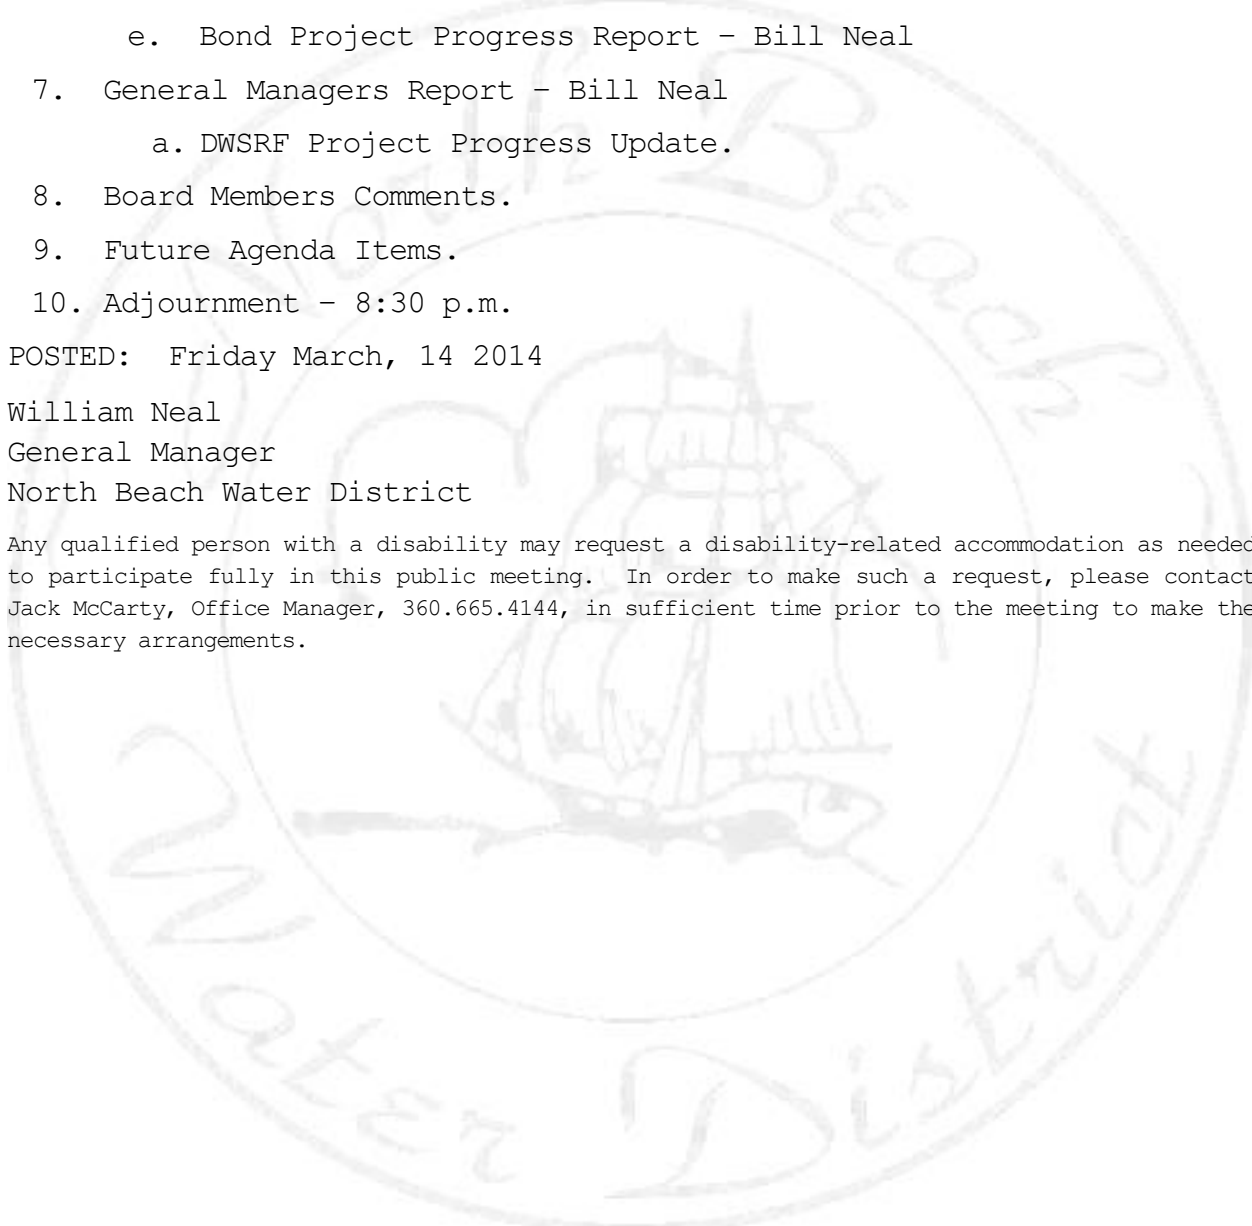 e. Bond Project Progress Report – Bill Neal
7. General Managers Report – Bill Neal
a. DWSRF Project Progress Update.
8. Board Members Comments.
9. Future Agenda Items.
10. Adjournment – 8:30 p.m.
POSTED: Friday March, 14 2014
William Neal
General Manager
North Beach Water District
Any qualified person with a disability may request a disability-related accommodation as needed
to participate fully in this public meeting. In order to make such a request, please contact
Jack McCarty, Office Manager, 360.665.4144, in sufficient time prior to the meeting to make the
necessary arrangements.
North Beach
Water District